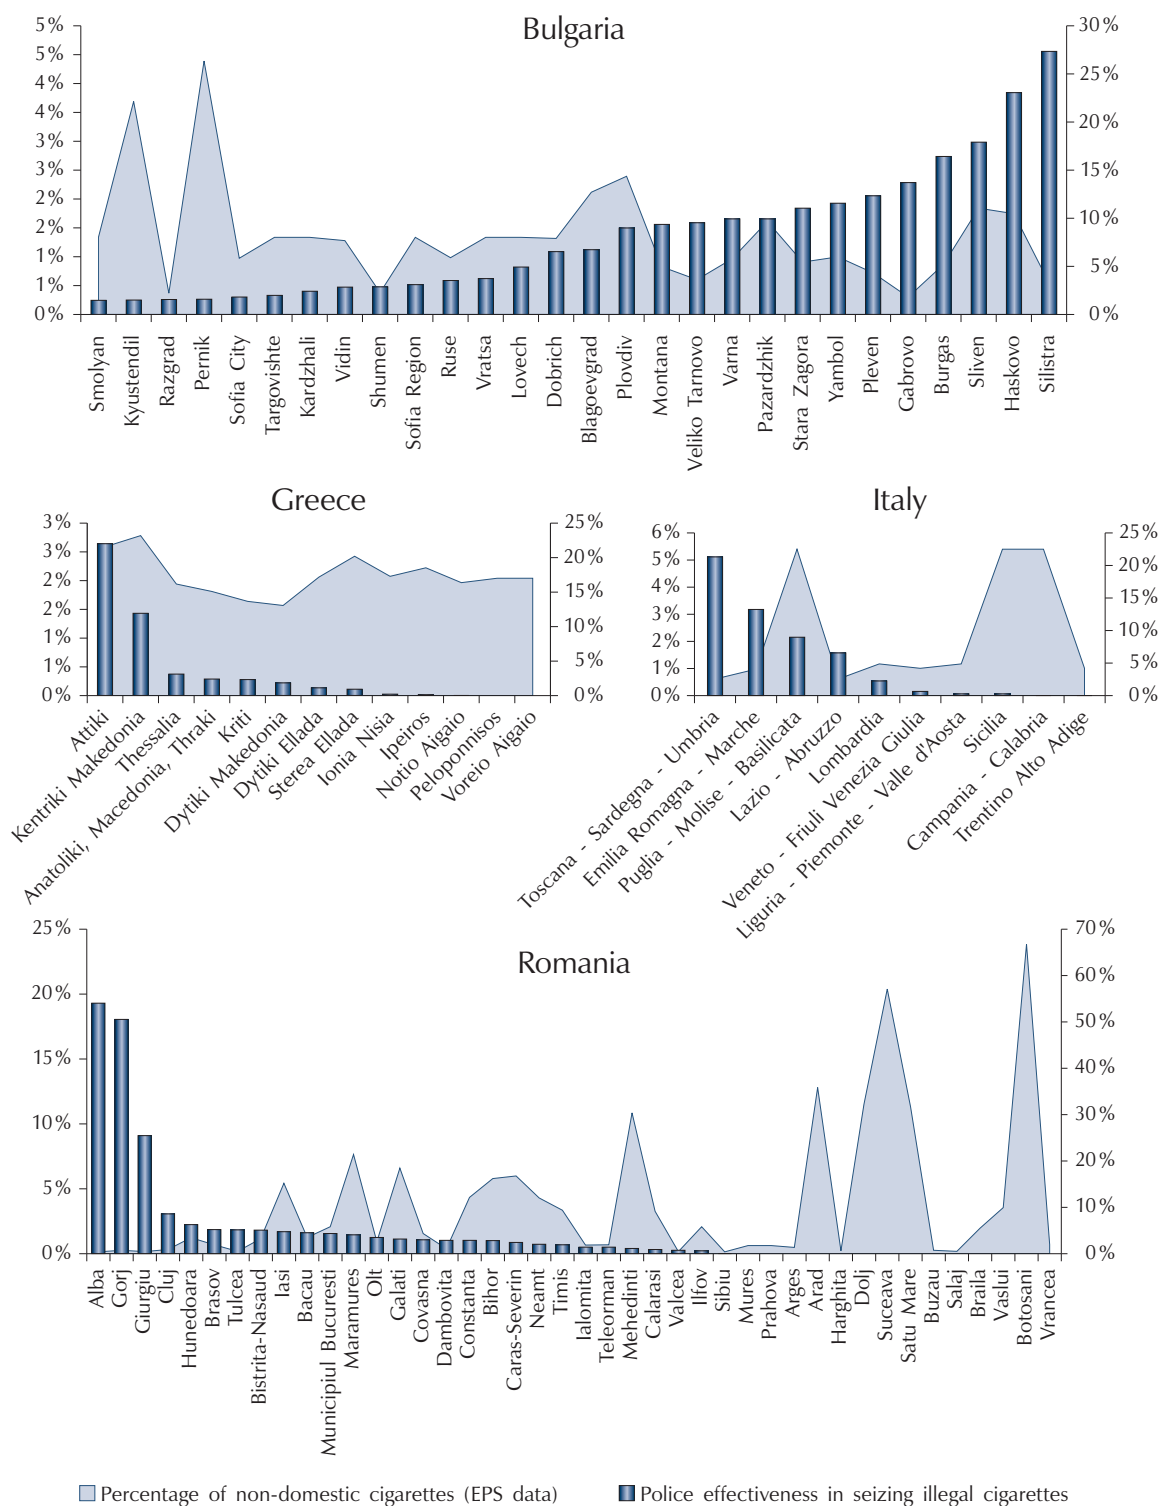 Bulgaria
5%
5%
4%
4%
3%
3%
2%
2%
1%
1%
0%
30%
25%
20%
15%
10%
5%
0%
Smolyan
Kyustendil
Razgrad
Pernik
Sofia City
Targovishte
Kardzhali
Vidin
Shumen
Sofia Region
Ruse
Vratsa
Lovech
Dobrich
Blagoevgrad
Plovdiv
Montana
Veliko Tarnovo
Varna
Pazardzhik
Stara Zagora
Yambol
Pleven
Gabrovo
Burgas
Sliven
Haskovo
Silistra
Greece
3%
3%
2%
2%
1%
1%
0%
25%
20%
15%
10%
5%
0%
Attiki
Kentriki Makedonia
Thessalia
Anatoliki, Macedonia, Thraki
Kriti
Dytiki Makedonia
Dytiki Ellada
Sterea Ellada
Ionia Nisia
Ipeiros
Notio Aigaio
Peloponnisos
Voreio Aigaio
Italy
6%
5%
4%
3%
2%
1%
0%
25%
20%
15%
10%
5%
0%
Toscana - Sardegna - Umbria
Emilia Romagna - Marche
Puglia - Molise - Basilicata
Lazio - Abruzzo
Lombardia
Veneto - Friuli Venezia Giulia
Liguria - Piemonte - Valle d'Aosta
Sicilia
Campania - Calabria
Trentino Alto Adige
Romania
25%
20%
15%
10%
5%
0%
70%
60%
50%
40%
30%
20%
10%
0%
Alba
Gorj
Giurgiu
Cluj
Hunedoara
Brasov
Tulcea
Bistrita-Nasaud
Iasi
Bacau
Municipiul Bucuresti
Maramures
Olt
Galati
Covasna
Dambovita
Constanta
Bihor
Caras-Severin
Neamt
Timis
Ialomita
Teleorman
Mehedinti
Calarasi
Valcea
Ilfov
Sibiu
Mures
Prahova
Arges
Arad
Harghita
Dolj
Suceava
Satu Mare
Buzau
Salaj
Braila
Vaslui
Botosani
Vrancea
Percentage of non-domestic cigarettes (EPS data)
Police effectiveness in seizing illegal cigarettes